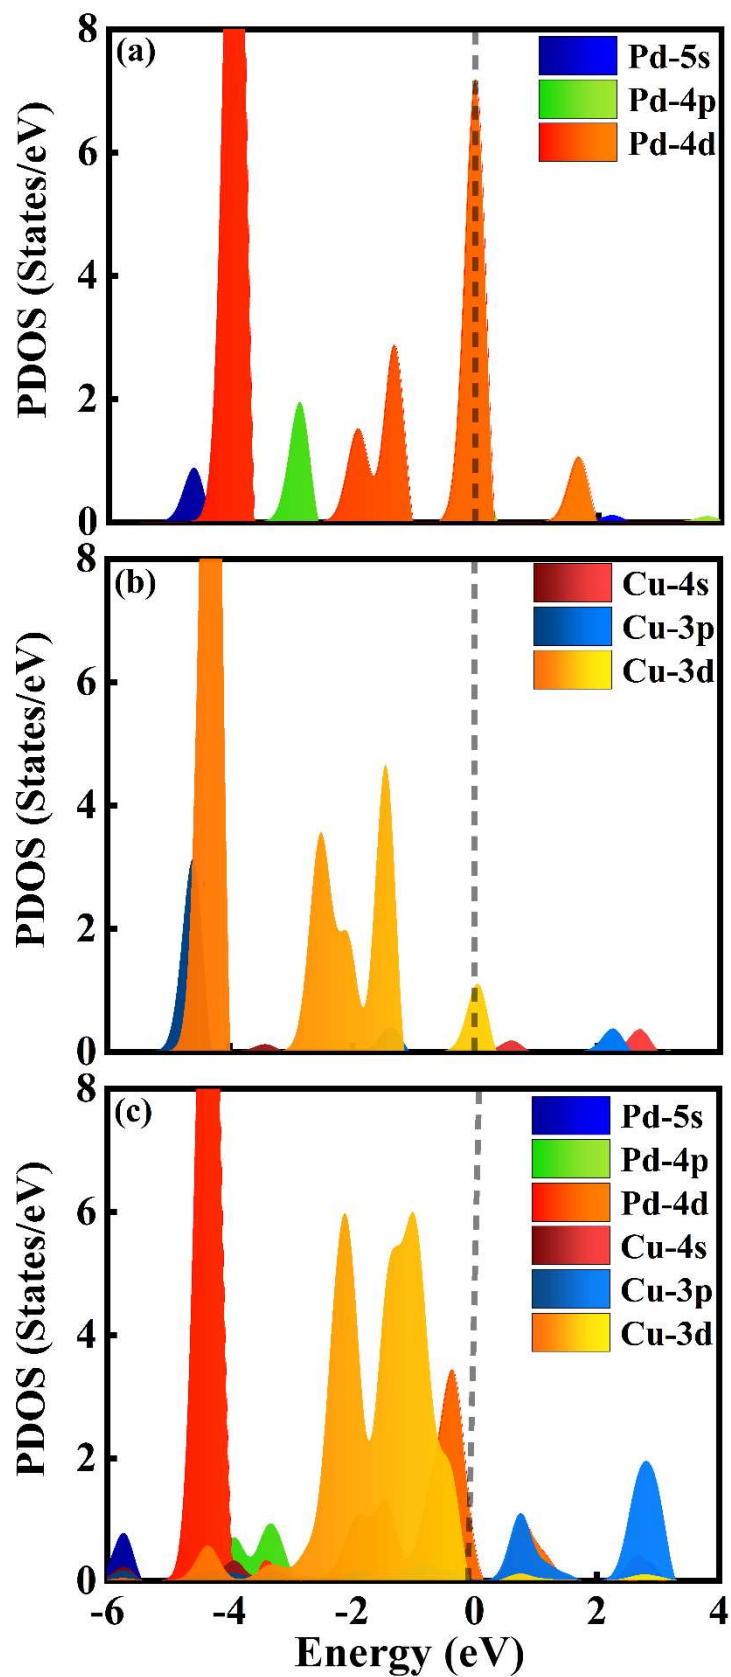 8
(a)
Pd-5s
Pd-4p
Pd-4d
6
4
2
0
PDOS (States/eV)
8
(b)
Cu-4s
Cu-3p
Cu-3d
6
4
2
0
PDOS (States/eV)
8
(c)
Pd-5s
Pd-4p
Pd-4d
Cu-4s
Cu-3p
Cu-3d
6
4
2
0
PDOS (States/eV)
-6 -4 -2 0 2 4
Energy (eV)